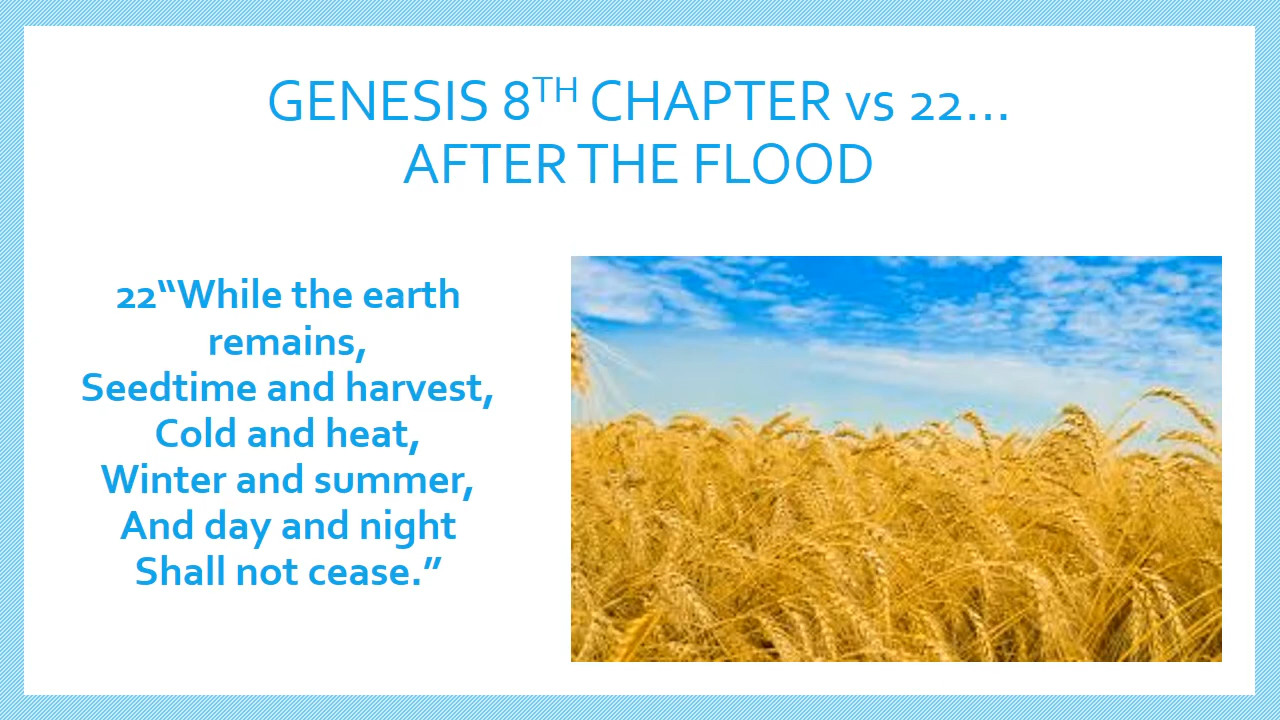 GENESIS 8TH CHAPTER vs 22...
AFTER THE FLOOD
22“While the earth
remains,
Seedtime and harvest,
Cold and heat,
Winter and summer,
And day and night
Shall not cease.”